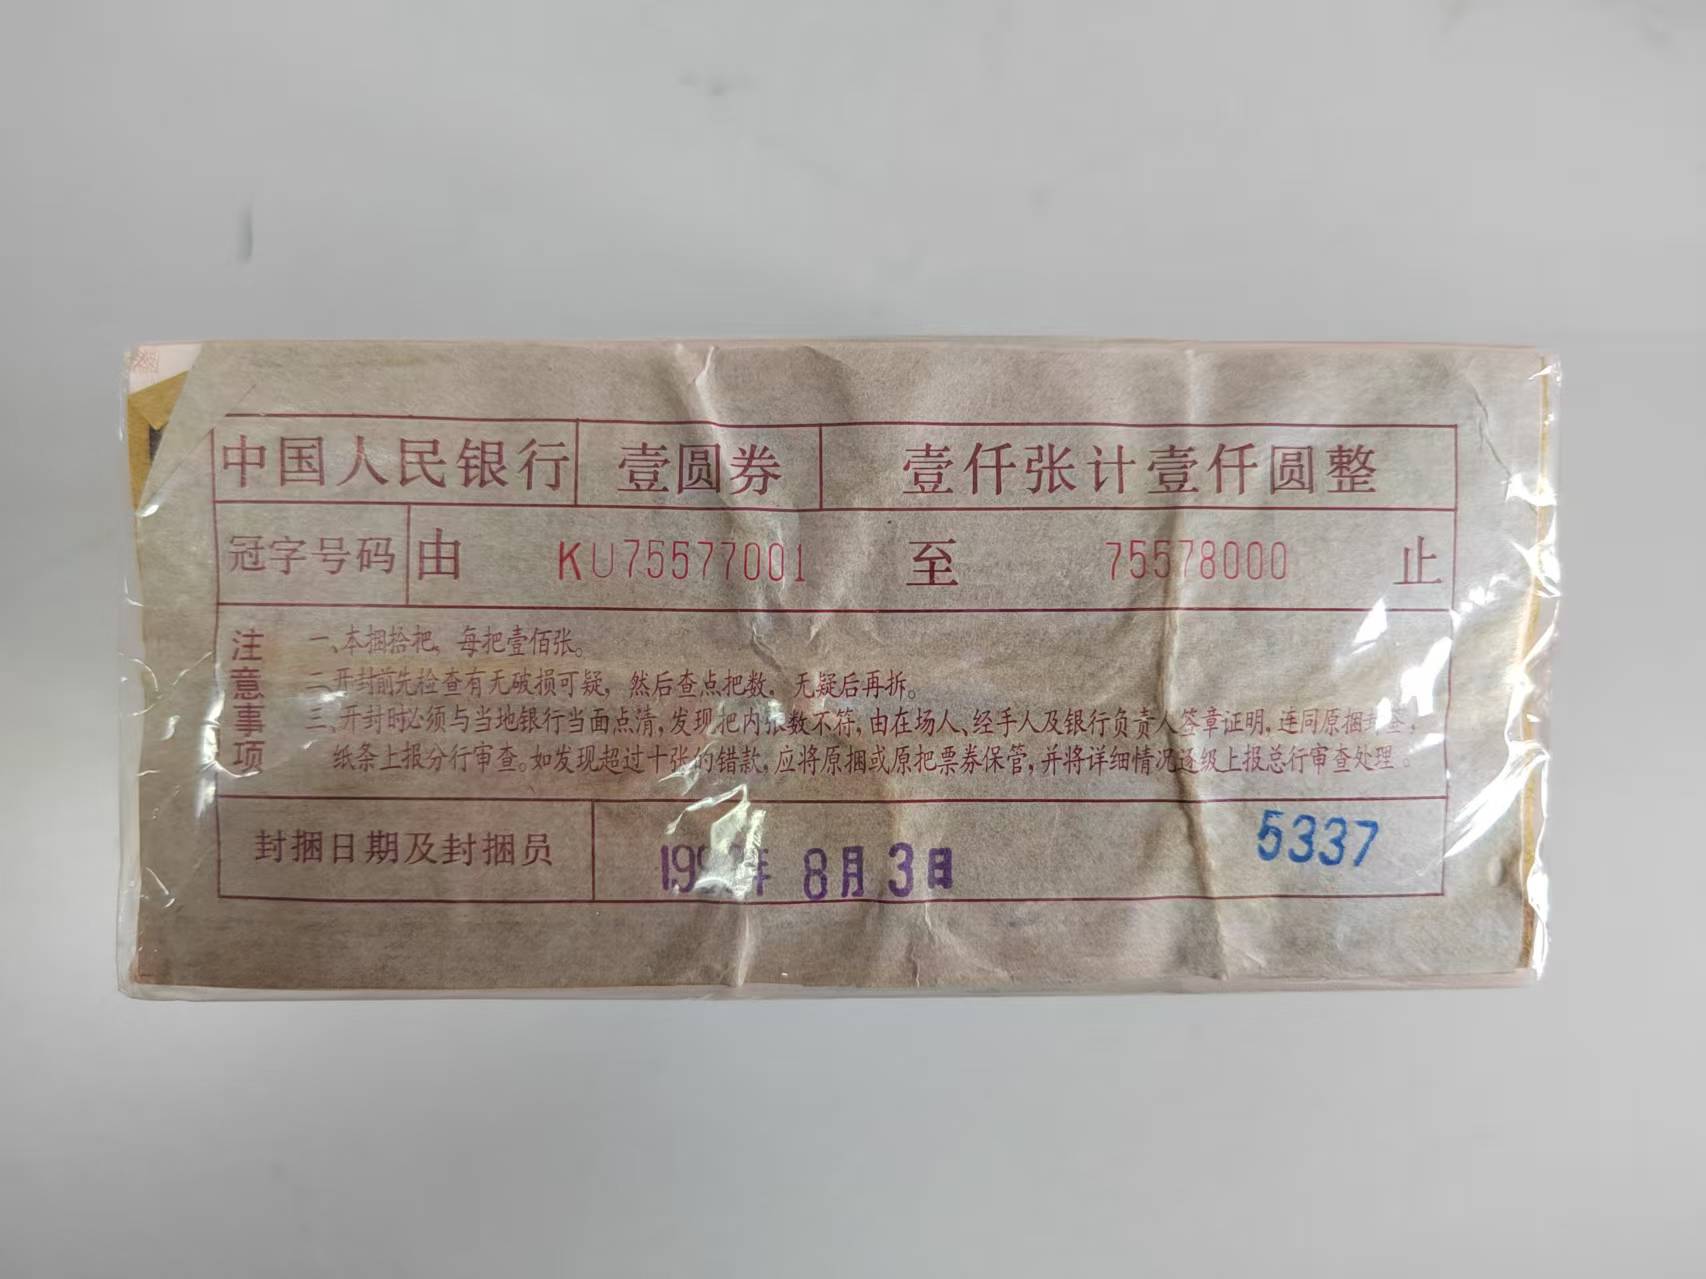 中国人民银行 壹圆券 壹仟张计壹仟圆整
冠字号码 由 KU75577001 至 75578000 止
注意事项
一、本捆拾把，每把壹佰张。
二、开封前先检查有无破损可疑，然后查点把数，无疑后再拆。
三、开封时必须与当地银行当面点清，发现把内张数不符，由在场人、经手人及银行负责人签章证明，连同原捆封签，
纸条上报分行审查。如发现超过十张的错款，应将原捆或原把票券保管，并将详细情况逐级上报总行审查处理。
封捆日期及封捆员 年 8月 3日 5337